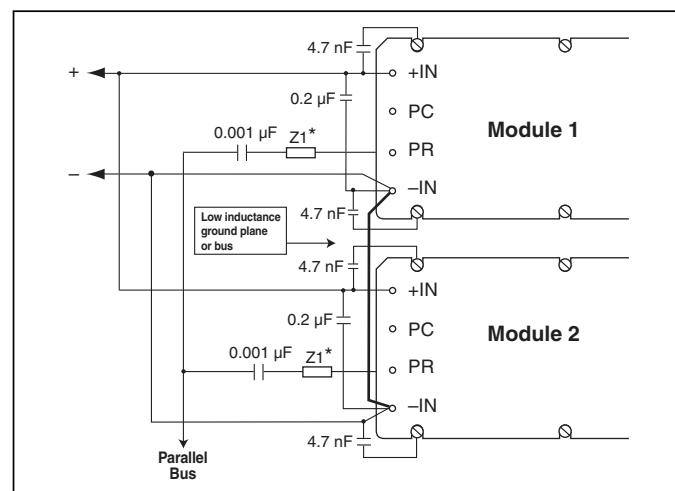 4.7 nF
+
+IN
0.2 µF
PC
Module 1
0.001 µF
Z1*
PR
–
–IN
4.7 nF
Low inductance
ground plane
or bus
4.7 nF
+IN
0.2 µF
PC
Module 2
0.001 µF
Z1*
PR
–IN
4.7 nF
Parallel
Bus